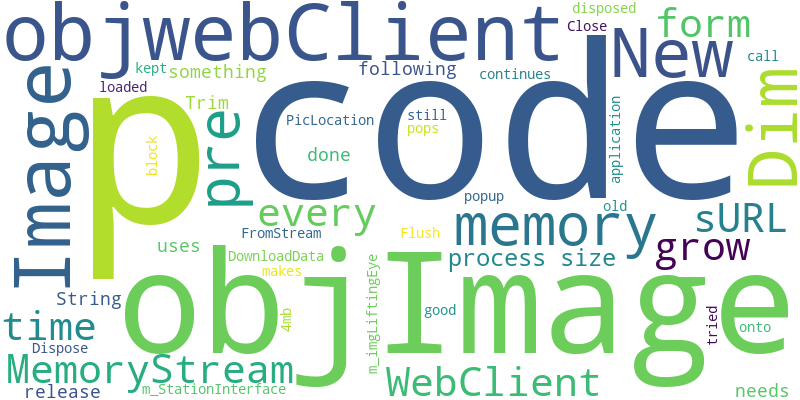 disposed
objwebClient
Close
form
New
kept
something
following
continues
call
loaded
Image
p
code
Dim
Trim
pre
PicLocation
still
pops
block
done
application
popup
every
old
memory
sURL
FromStream
Flush
uses
grow
DownloadData
process size
makes
objImage
m_imgLiftingEye
String
4mb
good
time
tried
onto
Dispose
MemoryStream
WebClient
release
m_StationInterface
needs